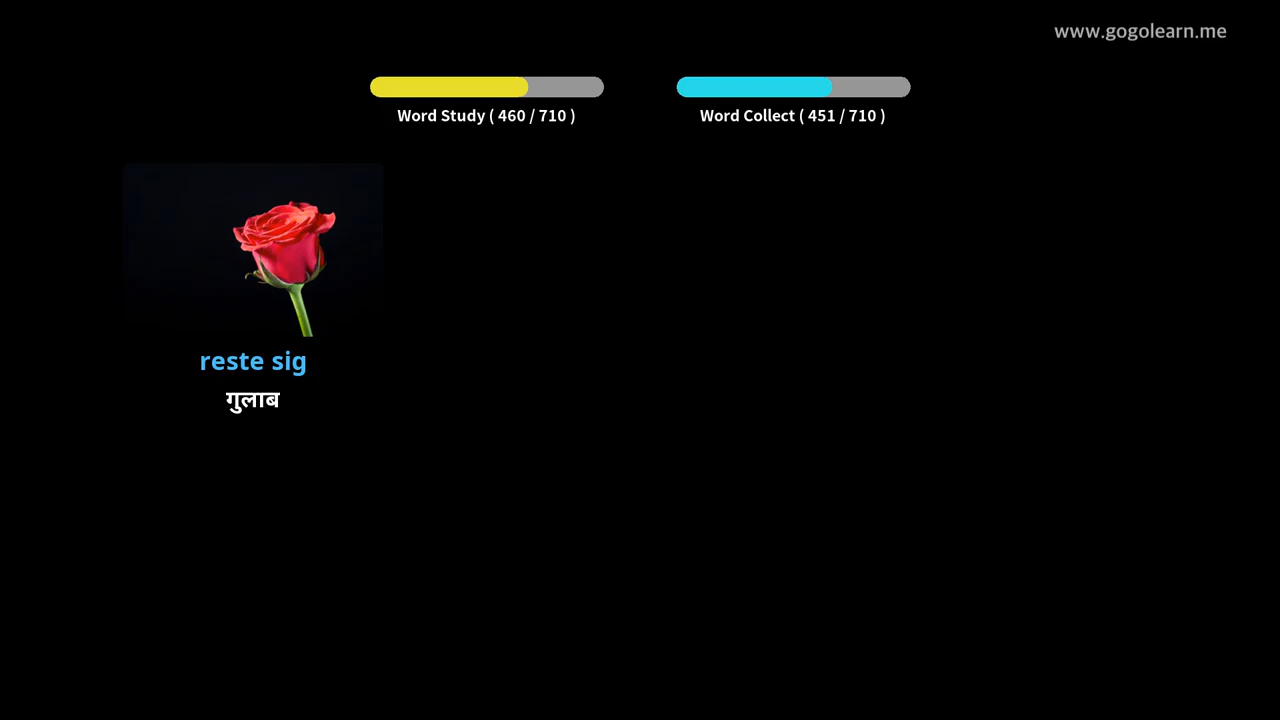 www.gogolearn.me
Word Study ( 460 / 710 )
Word Collect ( 451 / 710 )
reste sig
गुलाब